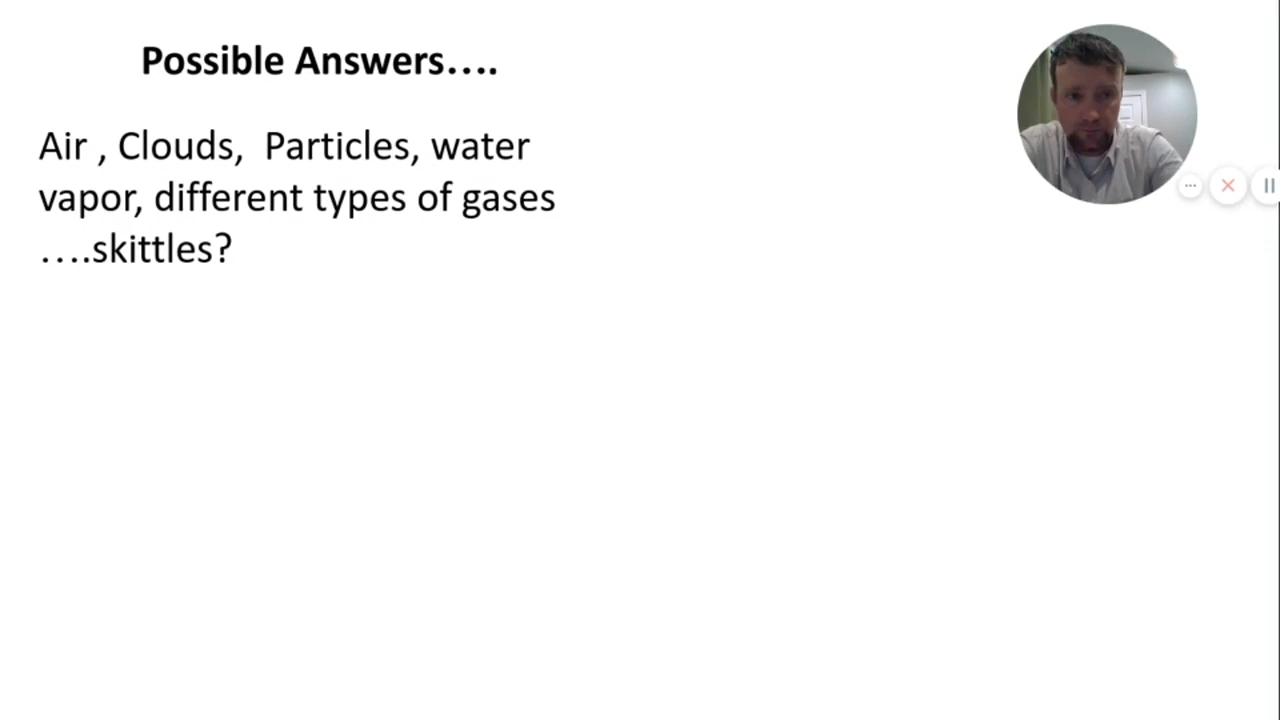 Possible Answers....
Air , Clouds,  Particles, water
vapor, different types of gases
....skittles?